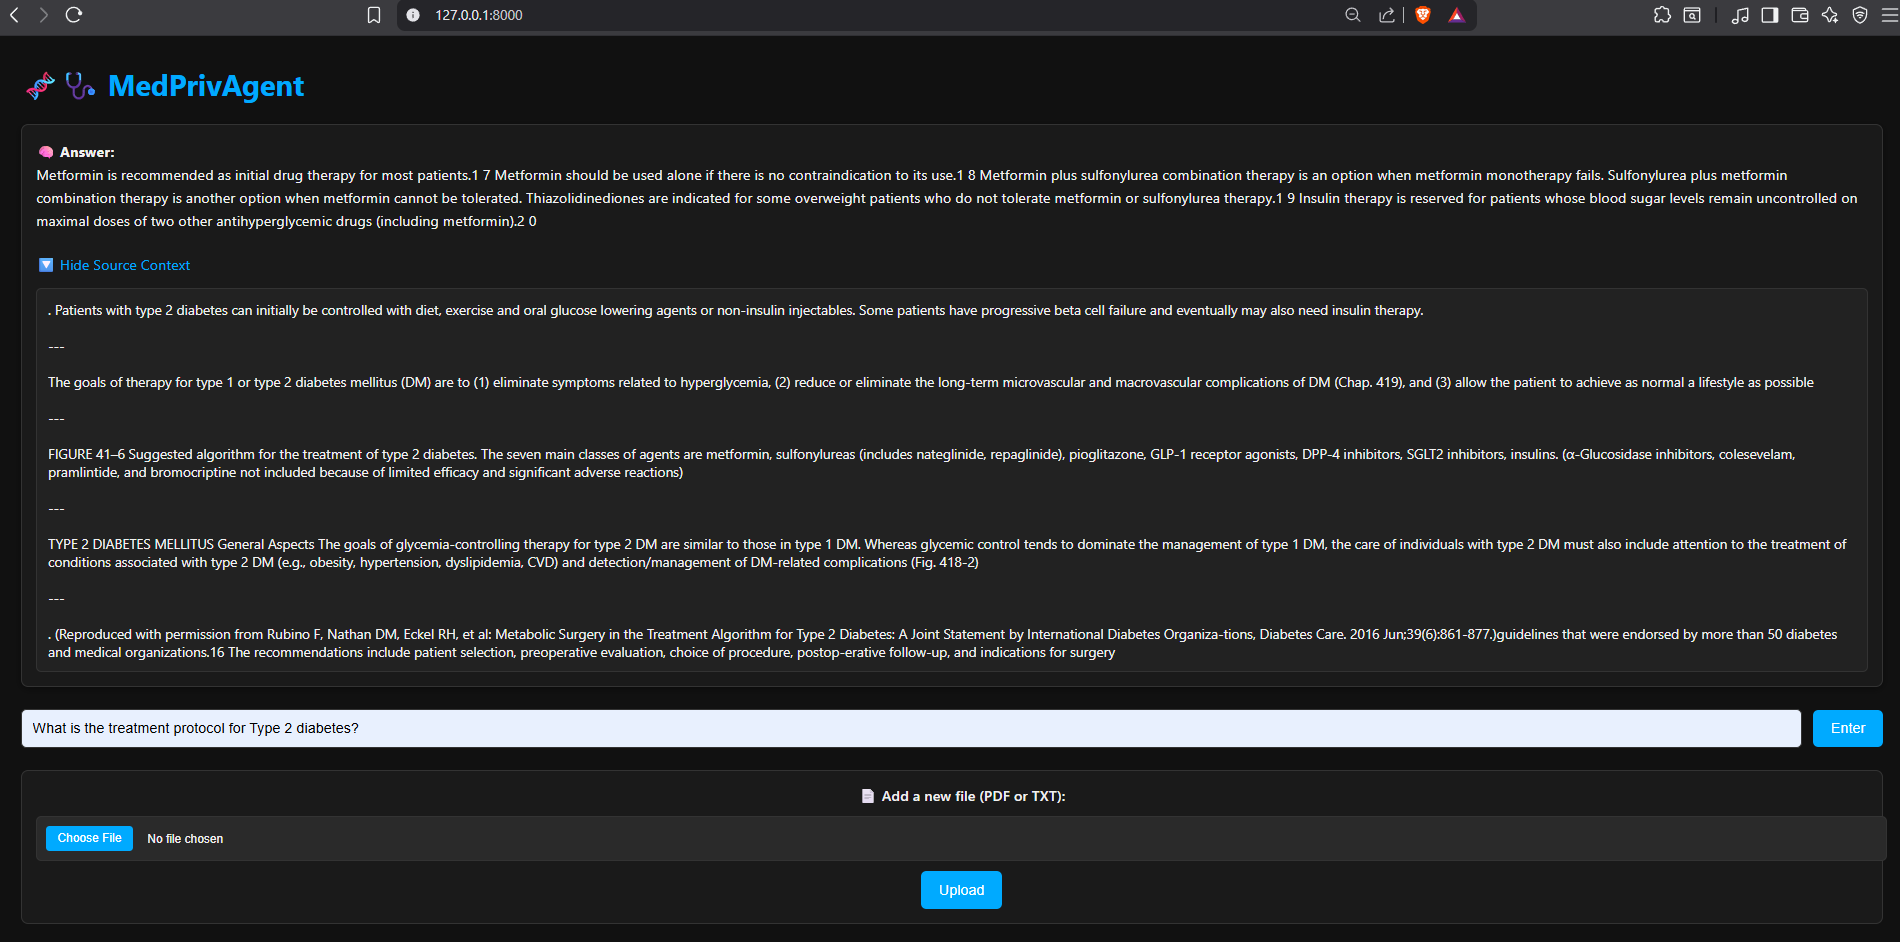 127.0.0.1:8000
MedPrivAgent
Answer:
Metformin is recommended as initial drug therapy for most patients.1 7 Metformin should be used alone if there is no contraindication to its use.1 8 Metformin plus sulfonylurea combination therapy is an option when metformin monotherapy fails. Sulfonylurea plus metformin
combination therapy is another option when metformin cannot be tolerated. Thiazolidinediones are indicated for some overweight patients who do not tolerate metformin or sulfonylurea therapy.1 9 Insulin therapy is reserved for patients whose blood sugar levels remain uncontrolled on
maximal doses of two other antihyperglycemic drugs (including metformin).2 0
Hide Source Context
. Patients with type 2 diabetes can initially be controlled with diet, exercise and oral glucose lowering agents or non-insulin injectables. Some patients have progressive beta cell failure and eventually may also need insulin therapy.
---
The goals of therapy for type 1 or type 2 diabetes mellitus (DM) are to (1) eliminate symptoms related to hyperglycemia, (2) reduce or eliminate the long-term microvascular and macrovascular complications of DM (Chap. 419), and (3) allow the patient to achieve as normal a lifestyle as possible
---
FIGURE 41–6 Suggested algorithm for the treatment of type 2 diabetes. The seven main classes of agents are metformin, sulfonylureas (includes nateglinide, repaglinide), pioglitazone, GLP-1 receptor agonists, DPP-4 inhibitors, SGLT2 inhibitors, insulins. (α-Glucosidase inhibitors, colesevelam,
pramlintide, and bromocriptine not included because of limited efficacy and significant adverse reactions)
---
TYPE 2 DIABETES MELLITUS General Aspects The goals of glycemia-controlling therapy for type 2 DM are similar to those in type 1 DM. Whereas glycemic control tends to dominate the management of type 1 DM, the care of individuals with type 2 DM must also include attention to the treatment of
conditions associated with type 2 DM (e.g., obesity, hypertension, dyslipidemia, CVD) and detection/management of DM-related complications (Fig. 418-2)
---
. (Reproduced with permission from Rubino F, Nathan DM, Eckel RH, et al: Metabolic Surgery in the Treatment Algorithm for Type 2 Diabetes: A Joint Statement by International Diabetes Organiza-tions, Diabetes Care. 2016 Jun;39(6):861-877.)guidelines that were endorsed by more than 50 diabetes
and medical organizations.16 The recommendations include patient selection, preoperative evaluation, choice of procedure, postop-erative follow-up, and indications for surgery
What is the treatment protocol for Type 2 diabetes?
Enter
Add a new file (PDF or TXT):
Choose File No file chosen
Upload